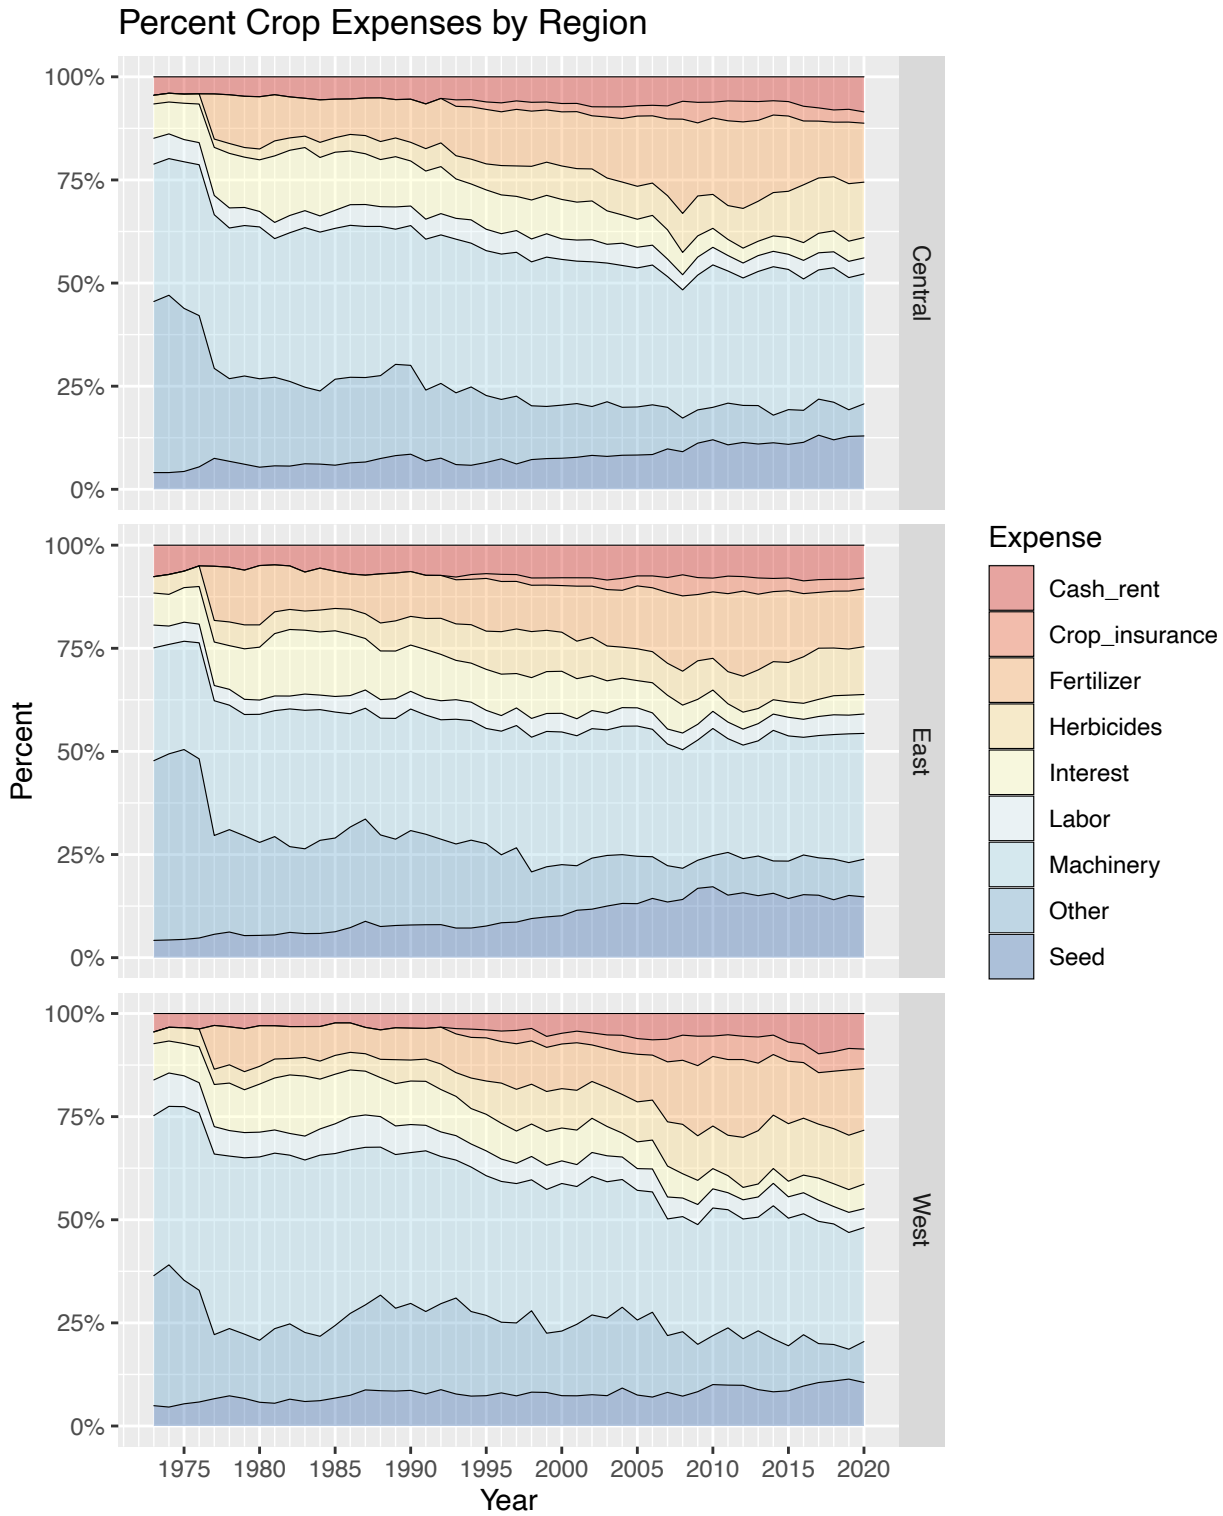 Percent Crop Expenses by Region
100%
75%
50%
25%
0%
Central
100%
75%
50%
25%
0%
East
100%
75%
50%
25%
0%
West
Percent
1975 1980 1985 1990 1995 2000 2005 2010 2015 2020
Year
Expense
Cash_rent
Crop_insurance
Fertilizer
Herbicides
Interest
Labor
Machinery
Other
Seed